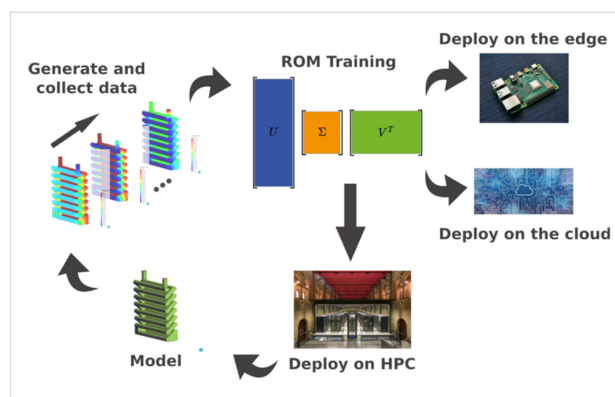 Deploy on the edge
ROM Training
Generate and
collect data
U
Σ
V^T
Deploy on the cloud
Model
Deploy on HPC